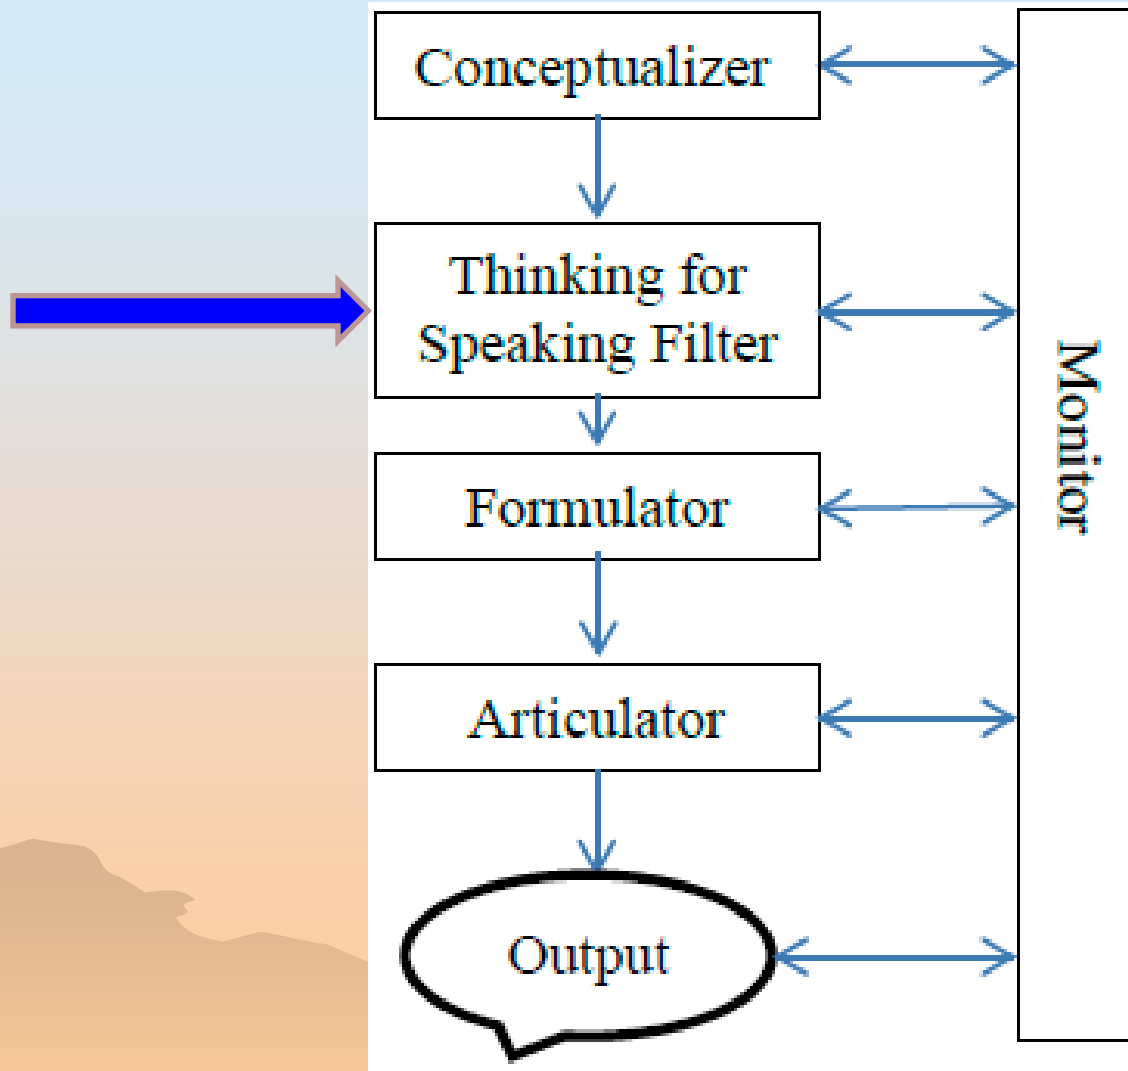 Conceptualizer
Thinking for
Speaking Filter
Formulator
Articulator
Output
Monitor